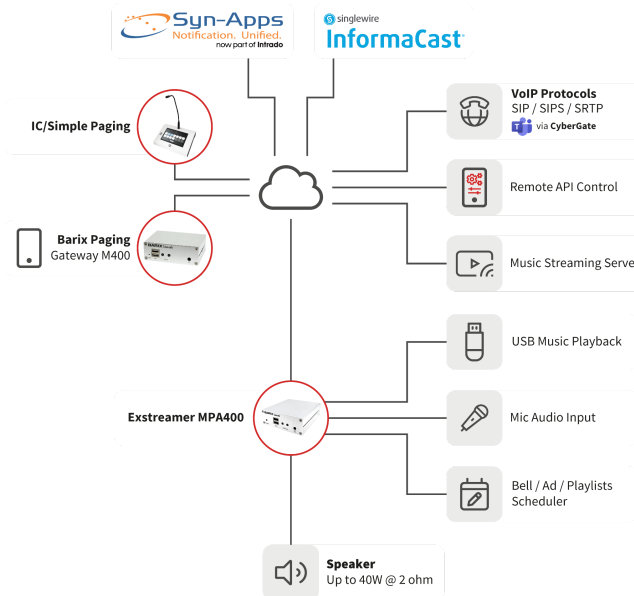 Syn-Apps
Notification. Unified.
now part of Intrado
singlewire
InformaCast
IC/Simple Paging
VoIP Protocols
SIP / SIPS / SRTP
via CyberGate
Remote API Control
Barix Paging
Gateway M400
BARIX
Music Streaming Serve
USB Music Playback
Exstreamer MPA400
Mic Audio Input
Bell / Ad / Playlists
Scheduler
Speaker
Up to 40W @ 2 ohm